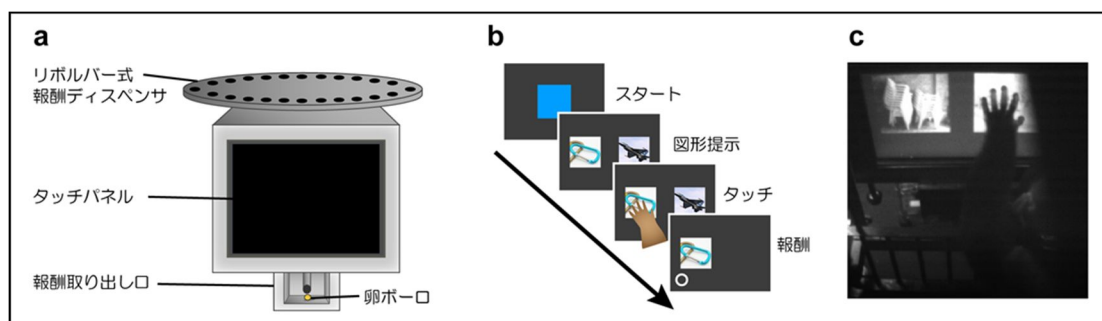 a
リボルバー式
報酬ディスペンサ
タッチパネル
報酬取り出し口
卵ボーロ
b
スタート
図形提示
タッチ
報酬
c